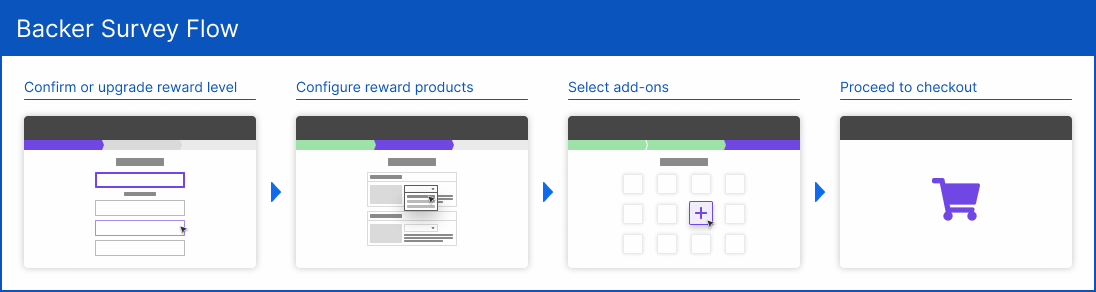 Backer Survey Flow
Confirm or upgrade reward level
Configure reward products
Select add-ons
Proceed to checkout